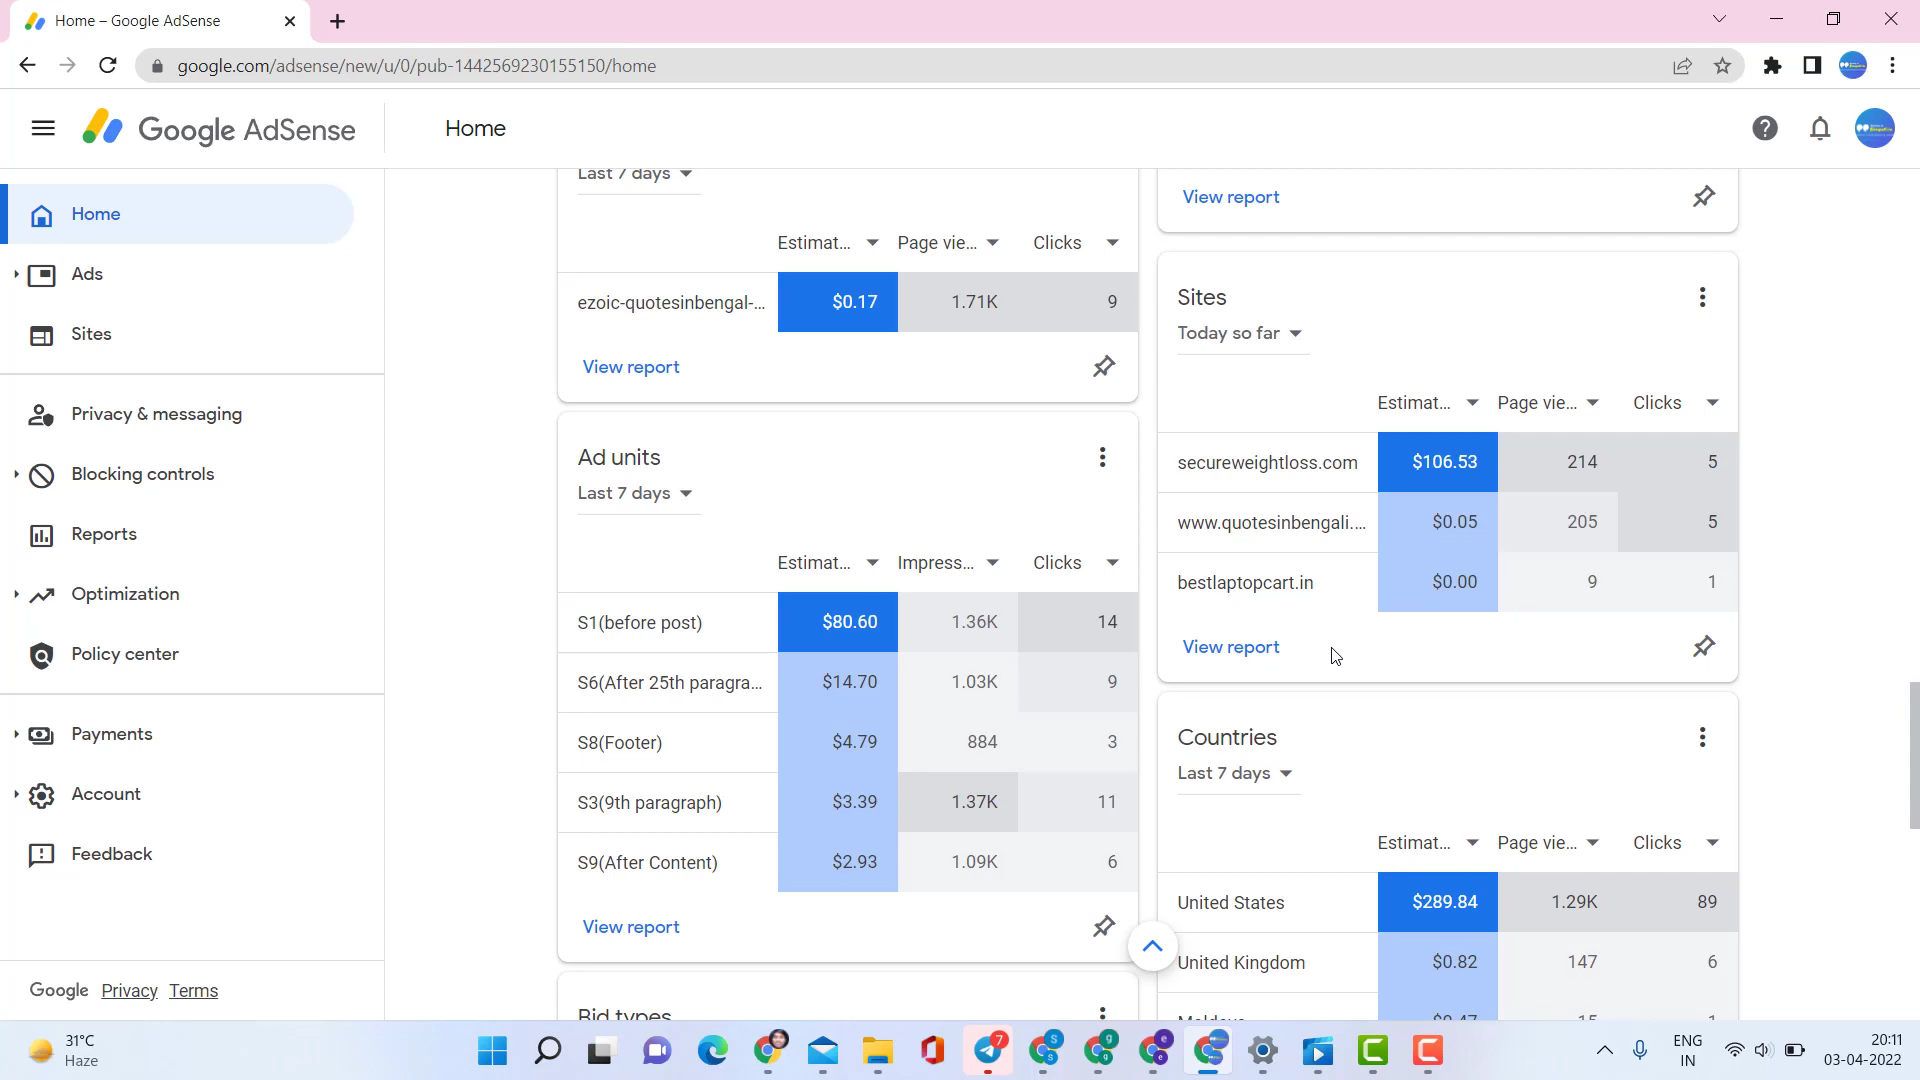 Home – Google AdSense
google.com/adsense/new/u/0/pub-1442569230155150/home
Google AdSense
Home
Home
Ads
Sites
Privacy & messaging
Blocking controls
Reports
Optimization
Policy center
Payments
Account
Feedback
Google Privacy Terms
Last 7 days
Estimat... Page vie... Clicks
ezoic-quotesinbengal-... $0.17 1.71K 9
View report
Ad units
Last 7 days
Estimat... Impress... Clicks
S1(before post) $80.60 1.36K 14
S6(After 25th paragra... $14.70 1.03K 9
S8(Footer) $4.79 884 3
S3(9th paragraph) $3.39 1.37K 11
S9(After Content) $2.93 1.09K 6
View report
Bid types
View report
Sites
Today so far
Estimat... Page vie... Clicks
secureweightloss.com $106.53 214 5
www.quotesinbengali.... $0.05 205 5
bestlaptopcart.in $0.00 9 1
View report
Countries
Last 7 days
Estimat... Page vie... Clicks
United States $289.84 1.29K 89
United Kingdom $0.82 147 6
Moldova $0.47 15 1
31°C
Haze
7
S
S
g
g
e
e
ENG
IN
20:11
03-04-2022